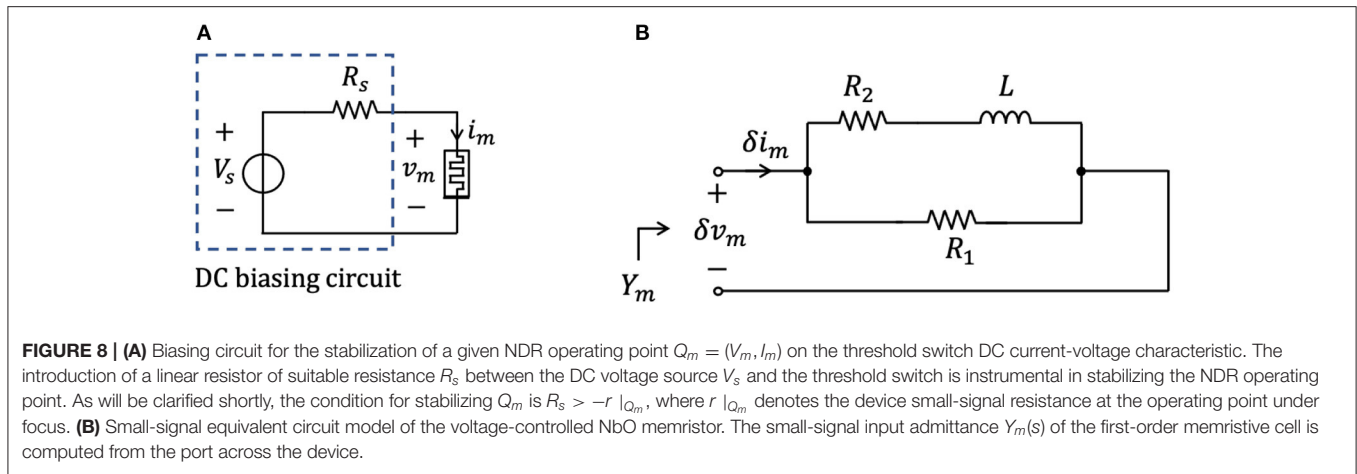 A
R_s
+
V_s
−
+
v_m
−
i_m
DC biasing circuit
B
R_2
L
δi_m
+
δv_m
−
R_1
Y_m
FIGURE 8 | (A) Biasing circuit for the stabilization of a given NDR operating point Q_m = (V_m, I_m) on the threshold switch DC current-voltage characteristic. The
introduction of a linear resistor of suitable resistance R_s between the DC voltage source V_s and the threshold switch is instrumental in stabilizing the NDR operating
point. As will be clarified shortly, the condition for stabilizing Q_m is R_s > −r |_{Q_m}, where r |_{Q_m} denotes the device small-signal resistance at the operating point under
focus. (B) Small-signal equivalent circuit model of the voltage-controlled NbO memristor. The small-signal input admittance Y_m(s) of the first-order memristive cell is
computed from the port across the device.